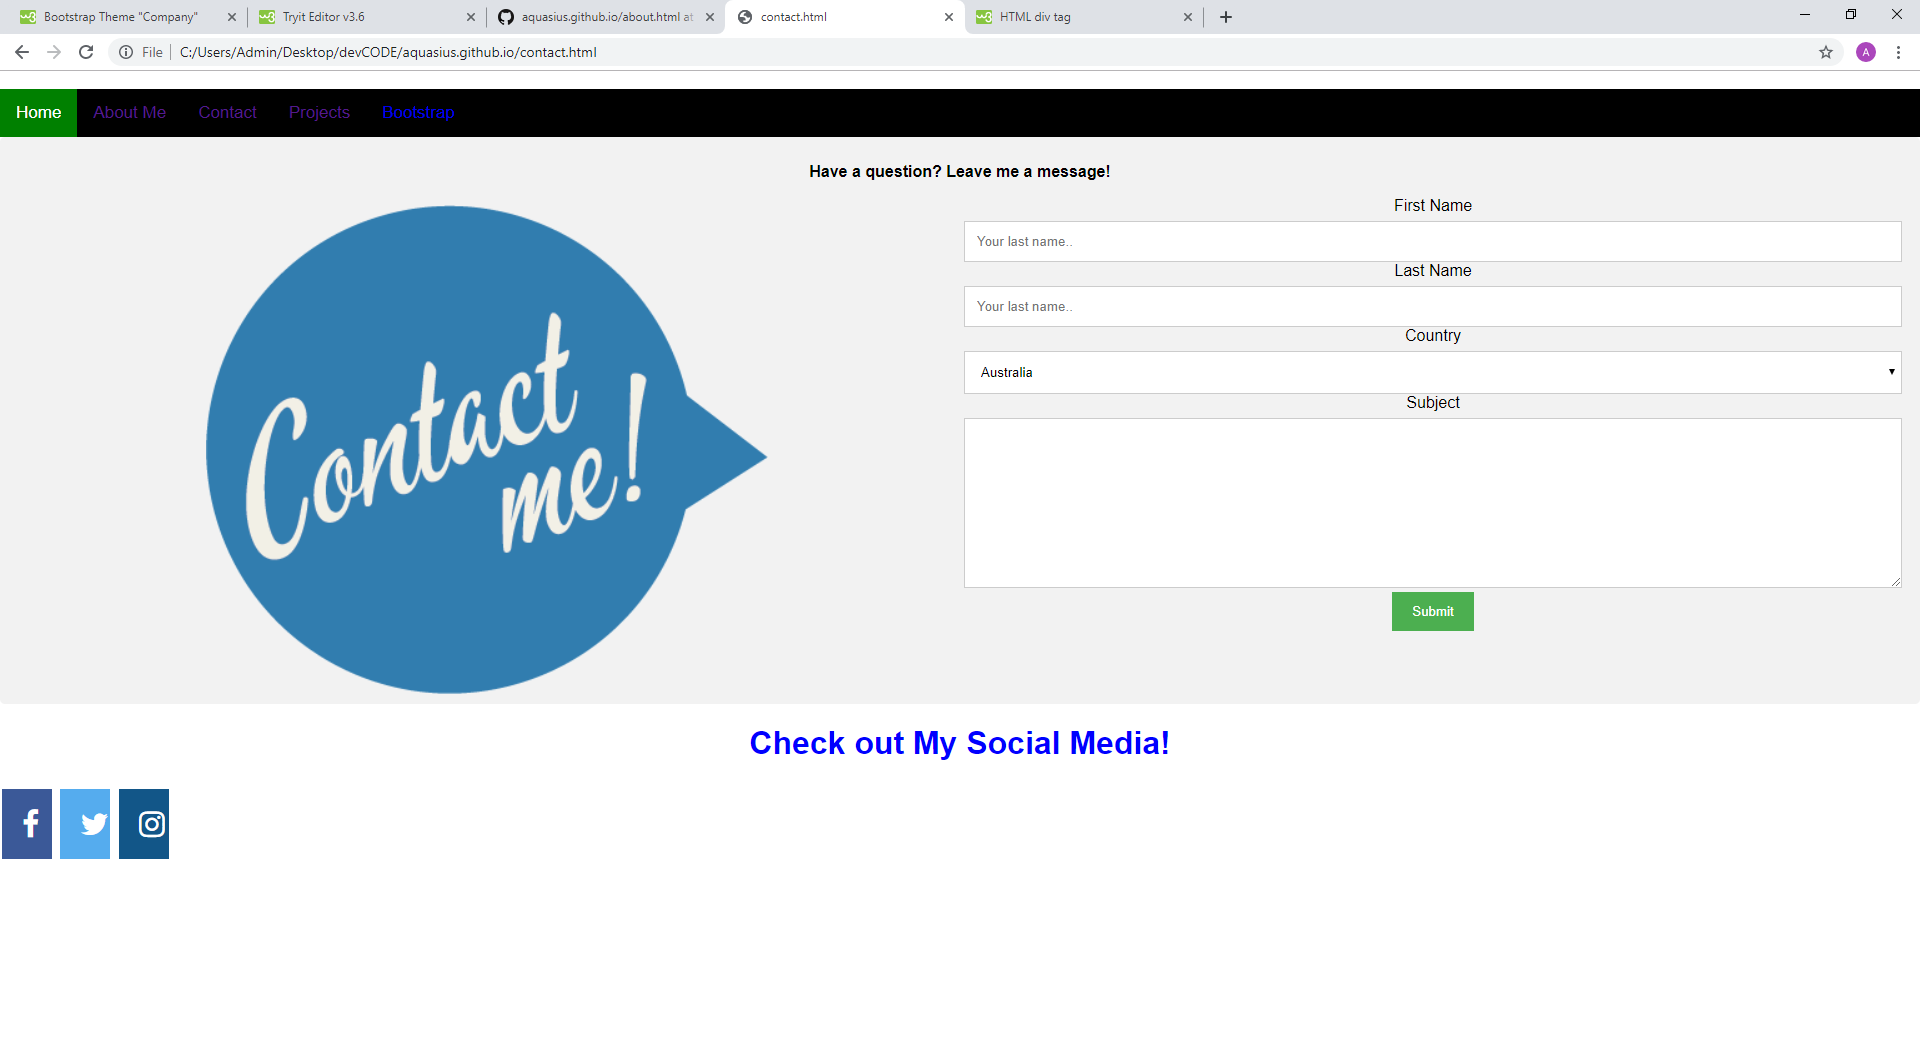 Bootstrap Theme "Company"
Tryit Editor v3.6
aquasius.github.io/about.html at
contact.html
HTML div tag
File
C:/Users/Admin/Desktop/devCODE/aquasius.github.io/contact.html
A
Home About Me Contact Projects Bootstrap
Have a question? Leave me a message!
Contact
me!
First Name
Your last name..
Last Name
Your last name..
Country
Australia
Subject
Submit
Check out My Social Media!